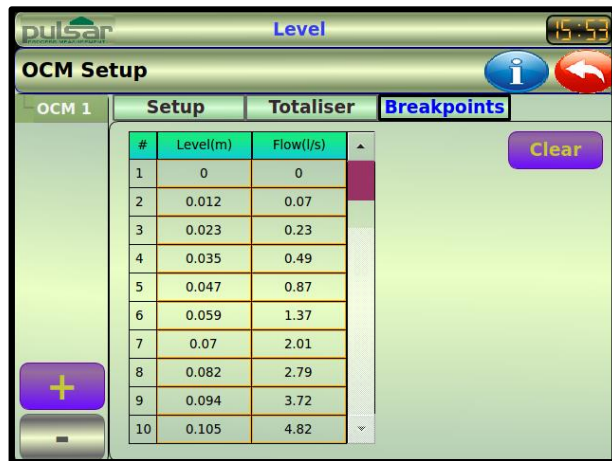 pulsar
PROCESS MEASUREMENT
Level
15:53
OCM Setup
i
OCM 1
Setup
Totaliser
Breakpoints
Clear
# Level(m) Flow(l/s)
1 0 0
2 0.012 0.07
3 0.023 0.23
4 0.035 0.49
5 0.047 0.87
6 0.059 1.37
7 0.07 2.01
8 0.082 2.79
9 0.094 3.72
10 0.105 4.82
+
-